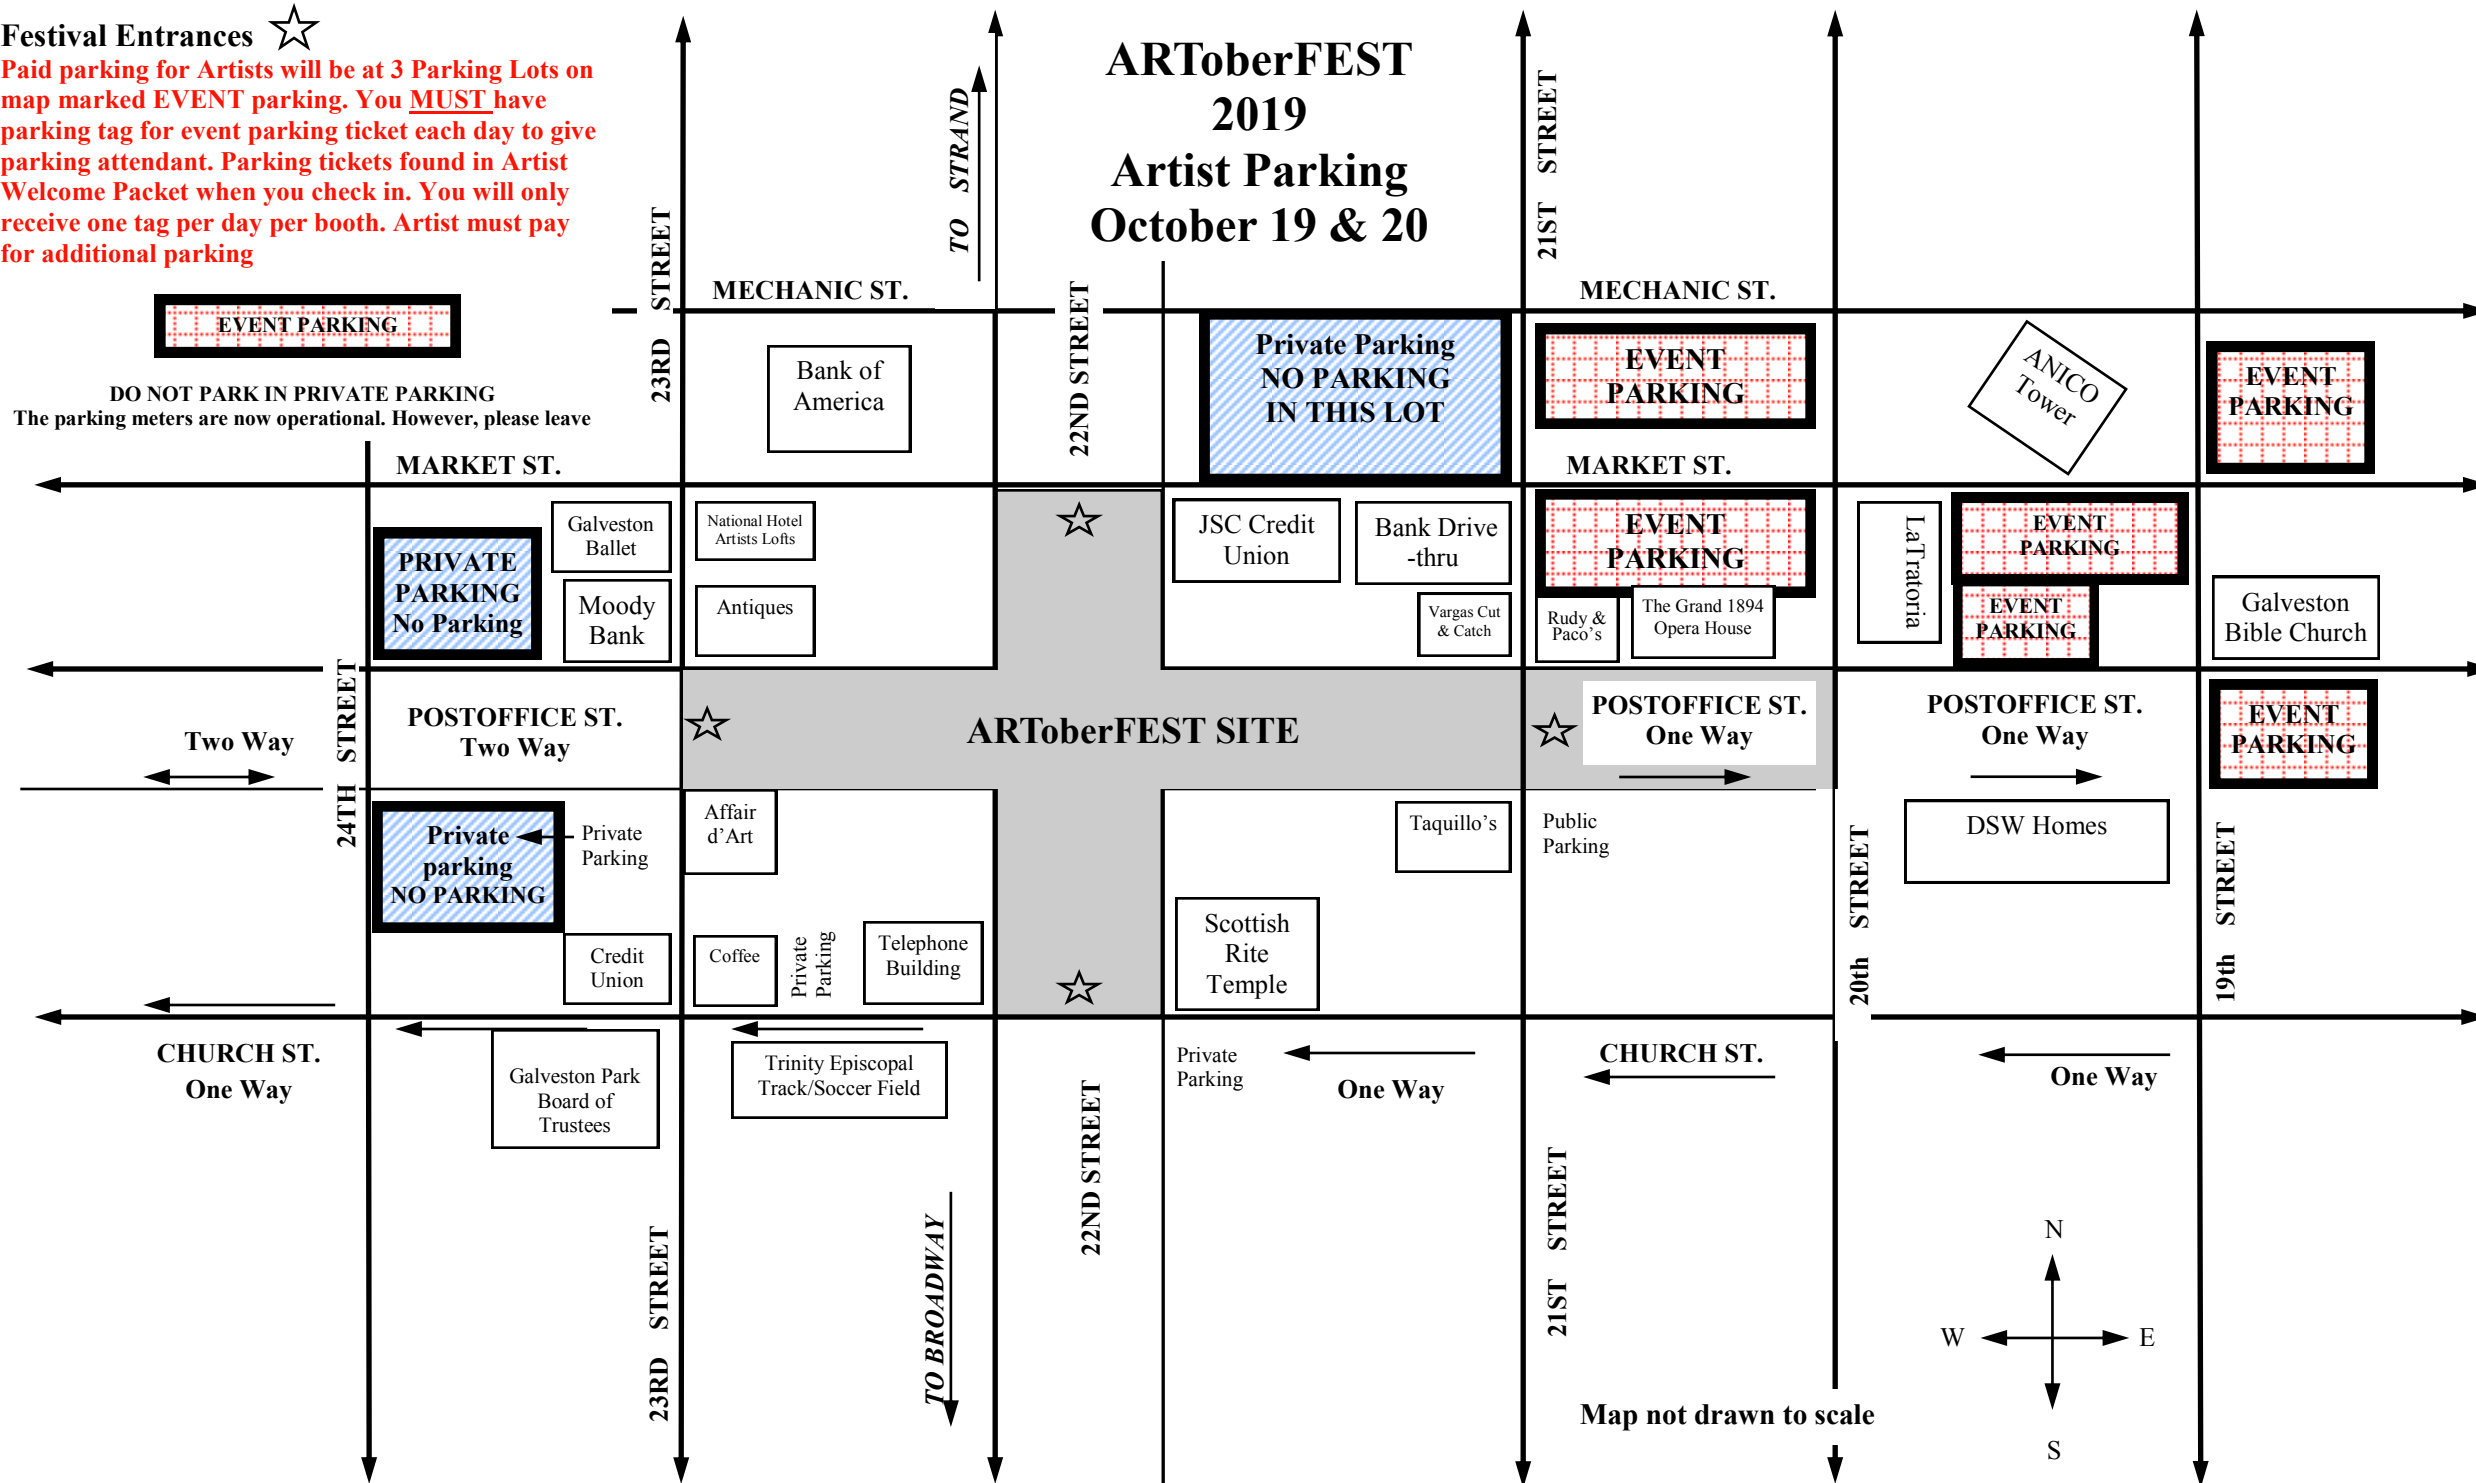 Festival Entrances
Paid parking for Artists will be at 3 Parking Lots on
map marked EVENT parking. You MUST have
parking tag for event parking ticket each day to give
parking attendant. Parking tickets found in Artist
Welcome Packet when you check in. You will only
receive one tag per day per booth. Artist must pay
for additional parking
EVENT PARKING
DO NOT PARK IN PRIVATE PARKING
The parking meters are now operational. However, please leave
ARToberFEST
2019
Artist Parking
October 19 & 20
TO STRAND
23RD STREET
22ND STREET
21ST STREET
MECHANIC ST.
MECHANIC ST.
Bank of
America
Private Parking
NO PARKING
IN THIS LOT
EVENT
PARKING
ANICO
Tower
EVENT
PARKING
MARKET ST.
MARKET ST.
PRIVATE
PARKING
No Parking
Galveston
Ballet
Moody
Bank
National Hotel
Artists Lofts
Antiques
JSC Credit
Union
Bank Drive
-thru
Vargas Cut
& Catch
EVENT
PARKING
Rudy &
Paco's
The Grand 1894
Opera House
LaTratoria
EVENT
PARKING
EVENT
PARKING
Galveston
Bible Church
24TH STREET
Two Way
POSTOFFICE ST.
Two Way
ARToberFEST SITE
POSTOFFICE ST.
One Way
POSTOFFICE ST.
One Way
EVENT
PARKING
Private
parking
NO PARKING
Private
Parking
Affair
d'Art
Taquillo's
Public
Parking
DSW Homes
20th STREET
19th STREET
Credit
Union
Coffee
Private
Parking
Telephone
Building
Scottish
Rite
Temple
CHURCH ST.
One Way
Galveston Park
Board of
Trustees
Trinity Episcopal
Track/Soccer Field
Private
Parking
One Way
CHURCH ST.
One Way
23RD STREET
TO BROADWAY
22ND STREET
21ST STREET
N
W
E
S
Map not drawn to scale